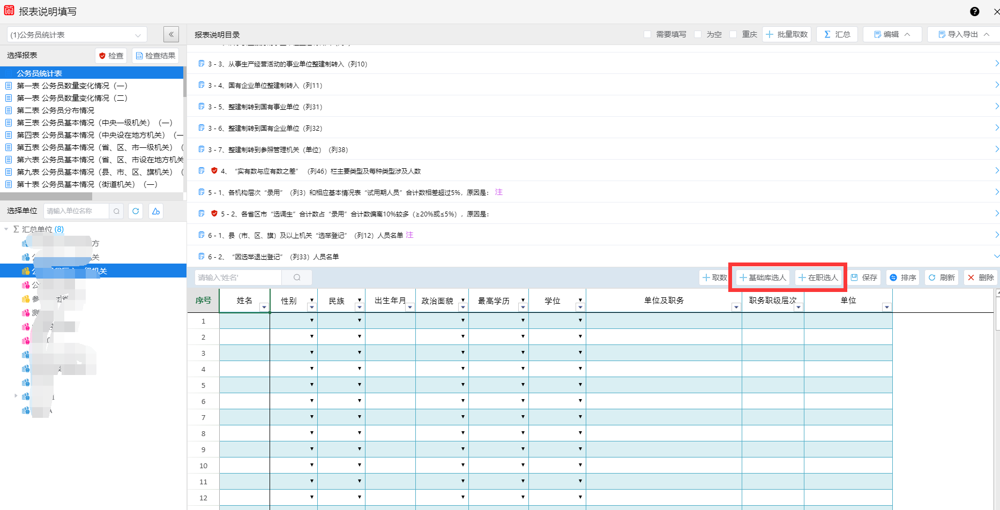 报表说明填写
(1)公务员统计表
选择报表 检查 检查结果
公务员统计表
第一表 公务员数量变化情况（一）
第一表 公务员数量变化情况（二）
第二表 公务员分布情况
第三表 公务员基本情况（中央一级机关）（一）
第四表 公务员基本情况（中央设在地方机关）（一
第五表 公务员基本情况（省、区、市一级机关）（
第六表 公务员基本情况（省、区、市设在地方机关
第九表 公务员基本情况（县、市、区、旗机关）（
第十表 公务员基本情况（街道机关）（一）
选择单位 请输入单位名称
汇总单位 (8)
方
关
机关
参 团省
测
报表说明目录 需要填写 为空 重庆 批量取数 汇总 编辑 导入导出
3－3、从事生产经营活动的事业单位整建制转入（列10）
3－4、国有企业单位整建制转入（列11）
3－5、整建制转到国有事业单位（列31）
3－6、整建制转到国有企业单位（列32）
3－7、整建制转到参照管理机关（单位）（列38）
4、“实有数与应有数之差”（列46）栏主要类型及每种类型涉及人数
5－1、各机构层次“录用”（列3）和相应基本情况表“试用期人员”合计数相差超过5%，原因是： 注
5－2、各省区市“选调生”合计数占“录用”合计数偏离10%较多（≥20%或≤5%），原因是：
6－1、县（市、区、旗）及以上机关“选举登记”（列12）人员名单 注
6－2、“因选举退出登记”（列33）人员名单
请输入'姓名' 取数 基础库选人 在职选人 保存 排序 刷新 删除
序号 姓名 性别 民族 出生年月 政治面貌 最高学历 学位 单位及职务 职务职级层次 单位
1
2
3
4
5
6
7
8
9
10
11
12